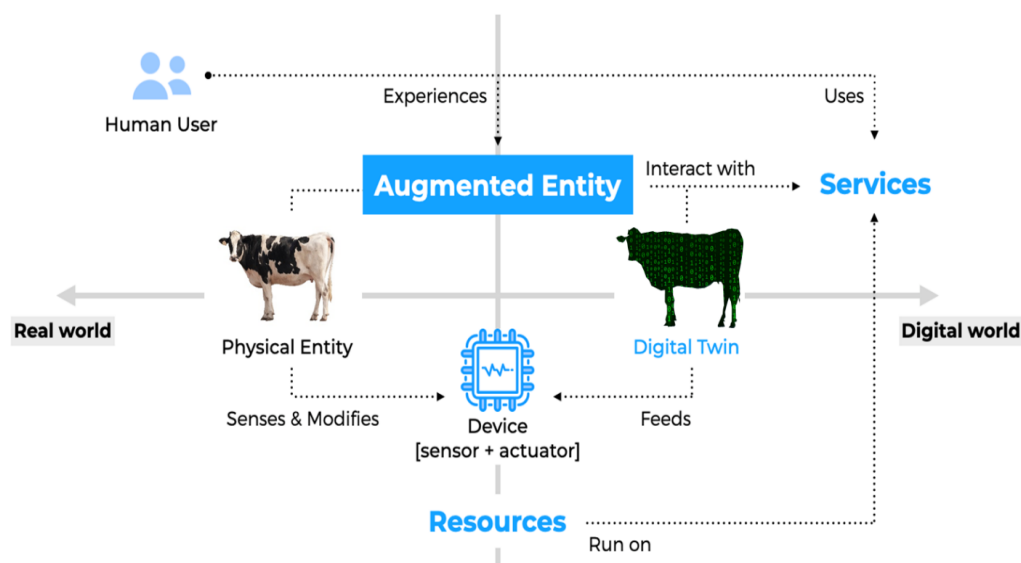 Experiences
Uses
Human User
Augmented Entity
Interact with
Services
Real world
Digital world
Physical Entity
Digital Twin
Senses & Modifies
Device
[sensor + actuator]
Feeds
Resources
Run on